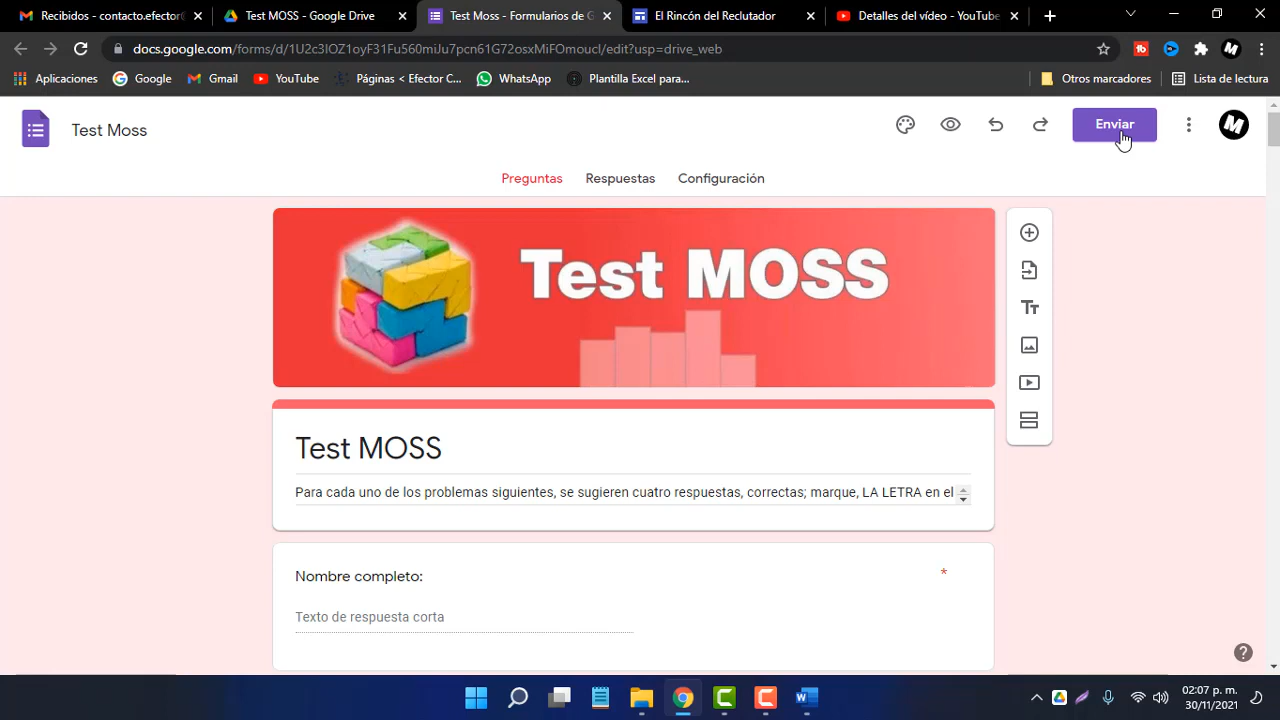 Recibidos - contacto.efector@
Test MOSS - Google Drive
Test Moss - Formularios de G
El Rincón del Reclutador
Detalles del vídeo - YouTube
docs.google.com/forms/d/1U2c3IOZ1oyF31Fu560miJu7pcn61G72osxMiFOmoucI/edit?usp=drive_web
Aplicaciones
Google
Gmail
YouTube
Páginas < Efector C...
WhatsApp
Plantilla Excel para...
Otros marcadores
Lista de lectura
Test Moss
Enviar
Preguntas
Respuestas
Configuración
Test MOSS
Test MOSS
Para cada uno de los problemas siguientes, se sugieren cuatro respuestas, correctas; marque, LA LETRA en el
Nombre completo: *
Texto de respuesta corta
02:07 p. m.
30/11/2021